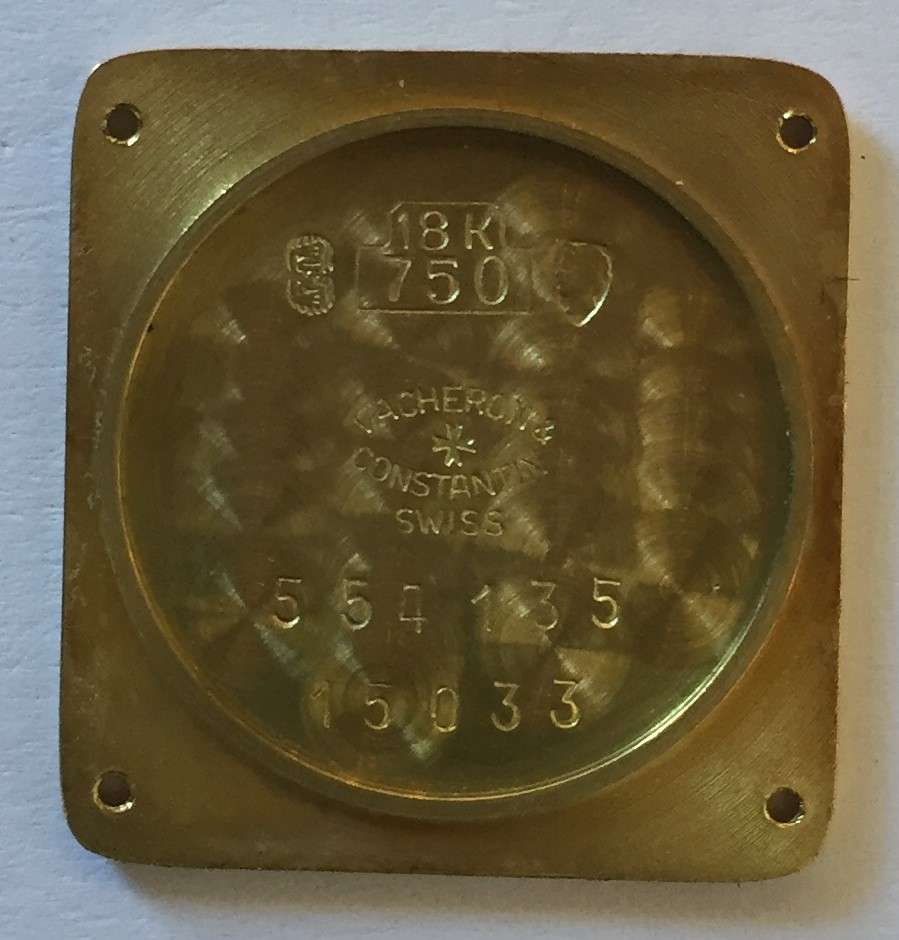 18K
750
VACHERON &
CONSTANTIN
SWISS
554135
15033